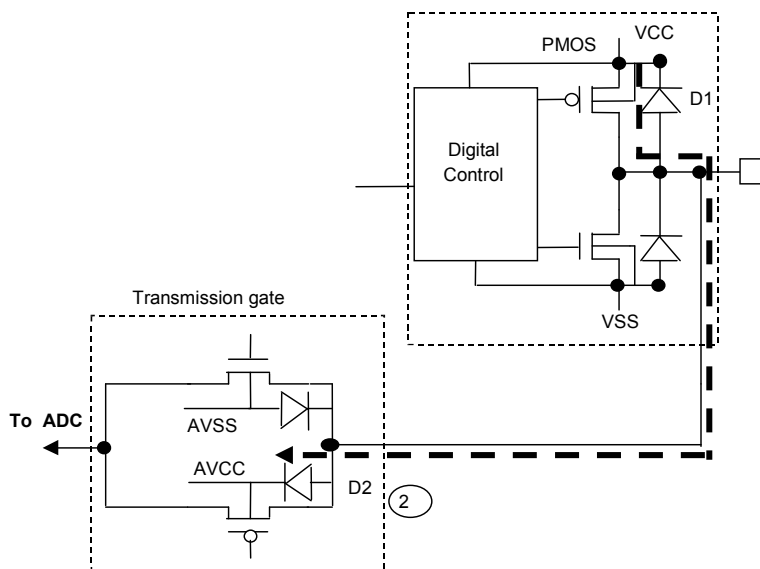 VCC
PMOS
D1
Digital
Control
VSS
Transmission gate
To ADC
AVSS
AVCC
D2
2